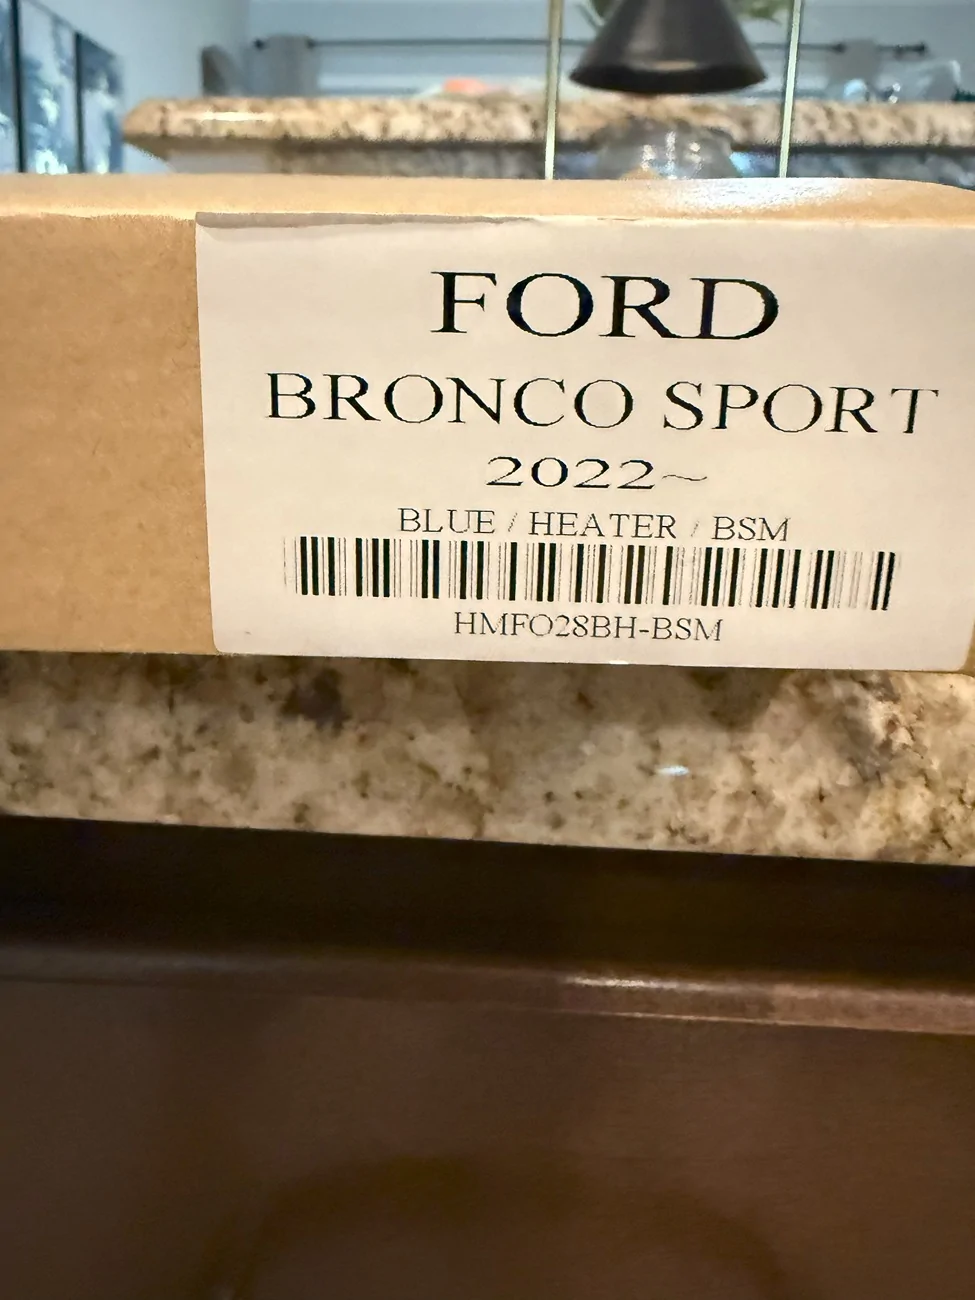 FORD
BRONCO SPORT
2022~
BLUE / HEATER / BSM
HMFO28BH-BSM